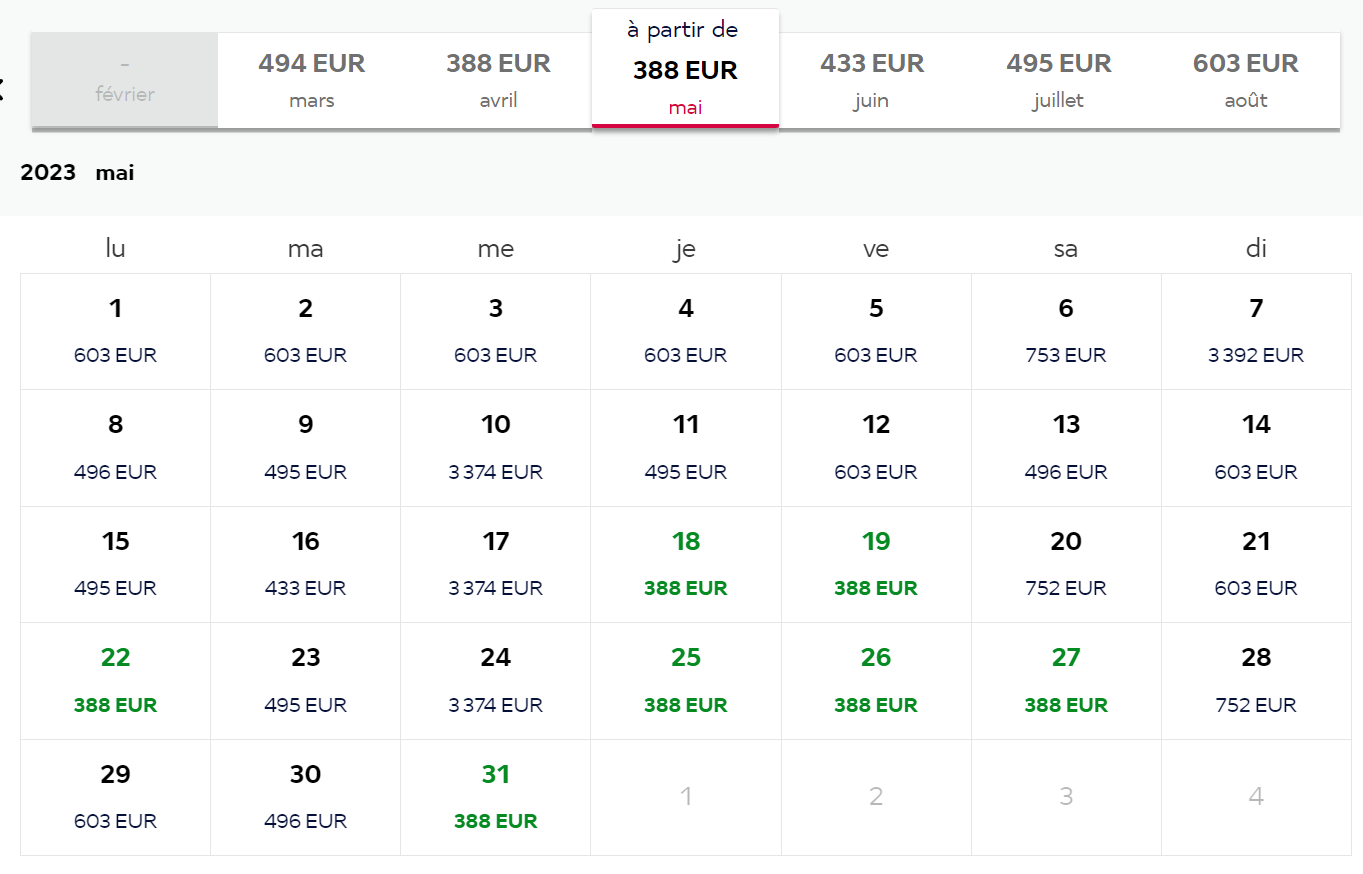 à partir de
- 494 EUR 388 EUR 388 EUR 433 EUR 495 EUR 603 EUR
février mars avril mai juin juillet août
2023 mai
lu ma me je ve sa di
1 2 3 4 5 6 7
603 EUR 603 EUR 603 EUR 603 EUR 603 EUR 753 EUR 3 392 EUR
8 9 10 11 12 13 14
496 EUR 495 EUR 3 374 EUR 495 EUR 603 EUR 496 EUR 603 EUR
15 16 17 18 19 20 21
495 EUR 433 EUR 3 374 EUR 388 EUR 388 EUR 752 EUR 603 EUR
22 23 24 25 26 27 28
388 EUR 495 EUR 3 374 EUR 388 EUR 388 EUR 388 EUR 752 EUR
29 30 31 1 2 3 4
603 EUR 496 EUR 388 EUR